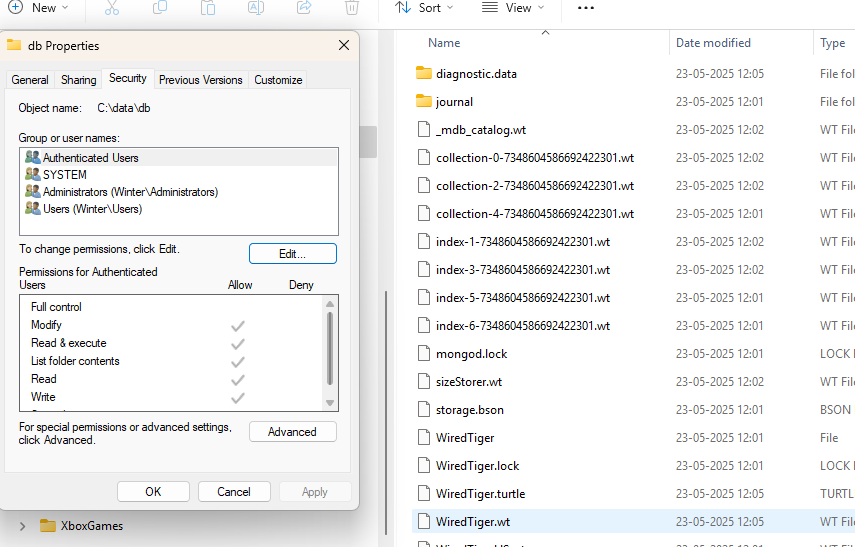 New
Sort
View
db Properties
General Sharing Security Previous Versions Customize
Object name: C:\data\db
Group or user names:
Authenticated Users
SYSTEM
Administrators (Winter\Administrators)
Users (Winter\Users)
To change permissions, click Edit.
Edit...
Permissions for Authenticated
Users Allow Deny
Full control
Modify
Read & execute
List folder contents
Read
Write
For special permissions or advanced settings,
click Advanced.
Advanced
OK Cancel Apply
XboxGames
Name Date modified Type
diagnostic.data 23-05-2025 12:05 File fol
journal 23-05-2025 12:01 File fol
_mdb_catalog.wt 23-05-2025 12:02 WT File
collection-0-7348604586692422301.wt 23-05-2025 12:02 WT File
collection-2-7348604586692422301.wt 23-05-2025 12:02 WT File
collection-4-7348604586692422301.wt 23-05-2025 12:01 WT File
index-1-7348604586692422301.wt 23-05-2025 12:02 WT File
index-3-7348604586692422301.wt 23-05-2025 12:02 WT File
index-5-7348604586692422301.wt 23-05-2025 12:01 WT File
index-6-7348604586692422301.wt 23-05-2025 12:01 WT File
mongod.lock 23-05-2025 12:01 LOCK
sizeStorer.wt 23-05-2025 12:02 WT File
storage.bson 23-05-2025 12:01 BSON
WiredTiger 23-05-2025 12:01 File
WiredTiger.lock 23-05-2025 12:01 LOCK
WiredTiger.turtle 23-05-2025 12:05 TURTL
WiredTiger.wt 23-05-2025 12:05 WT File